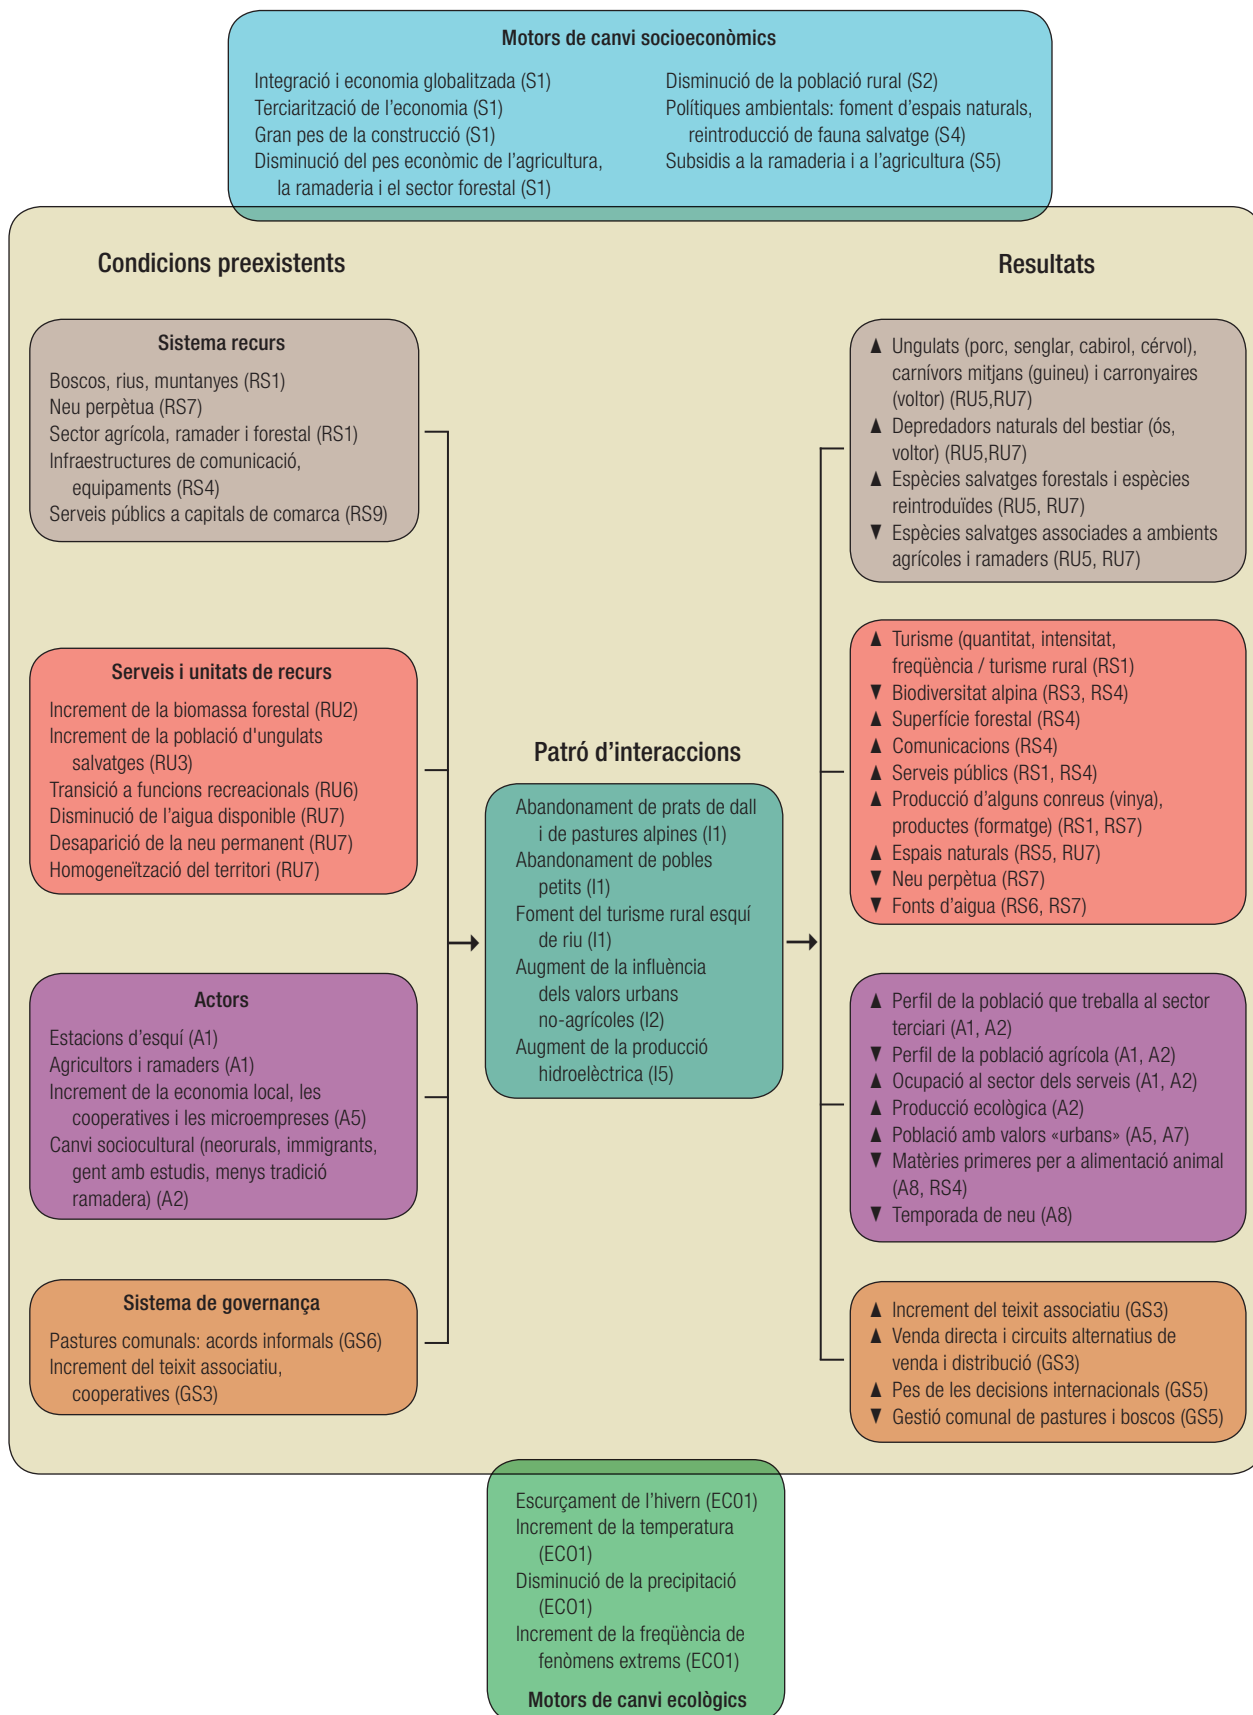 Motors de canvi socioeconòmics
Integració i economia globalitzada (S1)
Terciarització de l'economia (S1)
Gran pes de la construcció (S1)
Disminució del pes econòmic de l'agricultura,
la ramaderia i el sector forestal (S1)
Disminució de la població rural (S2)
Polítiques ambientals: foment d'espais naturals,
reintroducció de fauna salvatge (S4)
Subsidis a la ramaderia i a l'agricultura (S5)
Condicions preexistents
Sistema recurs
Boscos, rius, muntanyes (RS1)
Neu perpètua (RS7)
Sector agrícola, ramader i forestal (RS1)
Infraestructures de comunicació,
equipaments (RS4)
Serveis públics a capitals de comarca (RS9)
Serveis i unitats de recurs
Increment de la biomassa forestal (RU2)
Increment de la població d'ungulats
salvatges (RU3)
Transició a funcions recreacionals (RU6)
Disminució de l'aigua disponible (RU7)
Desaparició de la neu permanent (RU7)
Homogeneïtzació del territori (RU7)
Actors
Estacions d'esquí (A1)
Agricultors i ramaders (A1)
Increment de la economia local, les
cooperatives i les microempreses (A5)
Canvi sociocultural (neorurals, immigrants,
gent amb estudis, menys tradició
ramadera) (A2)
Sistema de governança
Pastures comunals: acords informals (GS6)
Increment del teixit associatiu,
cooperatives (GS3)
Patró d'interaccions
Abandonament de prats de dall
i de pastures alpines (I1)
Abandonament de pobles
petits (I1)
Foment del turisme rural esquí
de riu (I1)
Augment de la influència
dels valors urbans
no-agrícoles (I2)
Augment de la producció
hidroelèctrica (I5)
Resultats
▲ Ungulats (porc, senglar, cabirol, cérvol),
carnívors mitjans (guineu) i carronyaires
(voltor) (RU5,RU7)
▲ Depredadors naturals del bestiar (ós,
voltor) (RU5,RU7)
▲ Espècies salvatges forestals i espècies
reintroduïdes (RU5, RU7)
▼ Espècies salvatges associades a ambients
agrícoles i ramaders (RU5, RU7)
▲ Turisme (quantitat, intensitat,
freqüència / turisme rural (RS1)
▼ Biodiversitat alpina (RS3, RS4)
▲ Superfície forestal (RS4)
▲ Comunicacions (RS4)
▲ Serveis públics (RS1, RS4)
▲ Producció d'alguns conreus (vinya),
productes (formatge) (RS1, RS7)
▲ Espais naturals (RS5, RU7)
▼ Neu perpètua (RS7)
▼ Fonts d'aigua (RS6, RS7)
▲ Perfil de la població que treballa al sector
terciari (A1, A2)
▼ Perfil de la població agrícola (A1, A2)
▲ Ocupació al sector dels serveis (A1, A2)
▲ Producció ecològica (A2)
▲ Població amb valors «urbans» (A5, A7)
▼ Matèries primeres per a alimentació animal
(A8, RS4)
▼ Temporada de neu (A8)
▲ Increment del teixit associatiu (GS3)
▲ Venda directa i circuits alternatius de
venda i distribució (GS3)
▲ Pes de les decisions internacionals (GS5)
▼ Gestió comunal de pastures i boscos (GS5)
Escurçament de l'hivern (ECO1)
Increment de la temperatura
(ECO1)
Disminució de la precipitació
(ECO1)
Increment de la freqüència de
fenòmens extrems (ECO1)
Motors de canvi ecològics